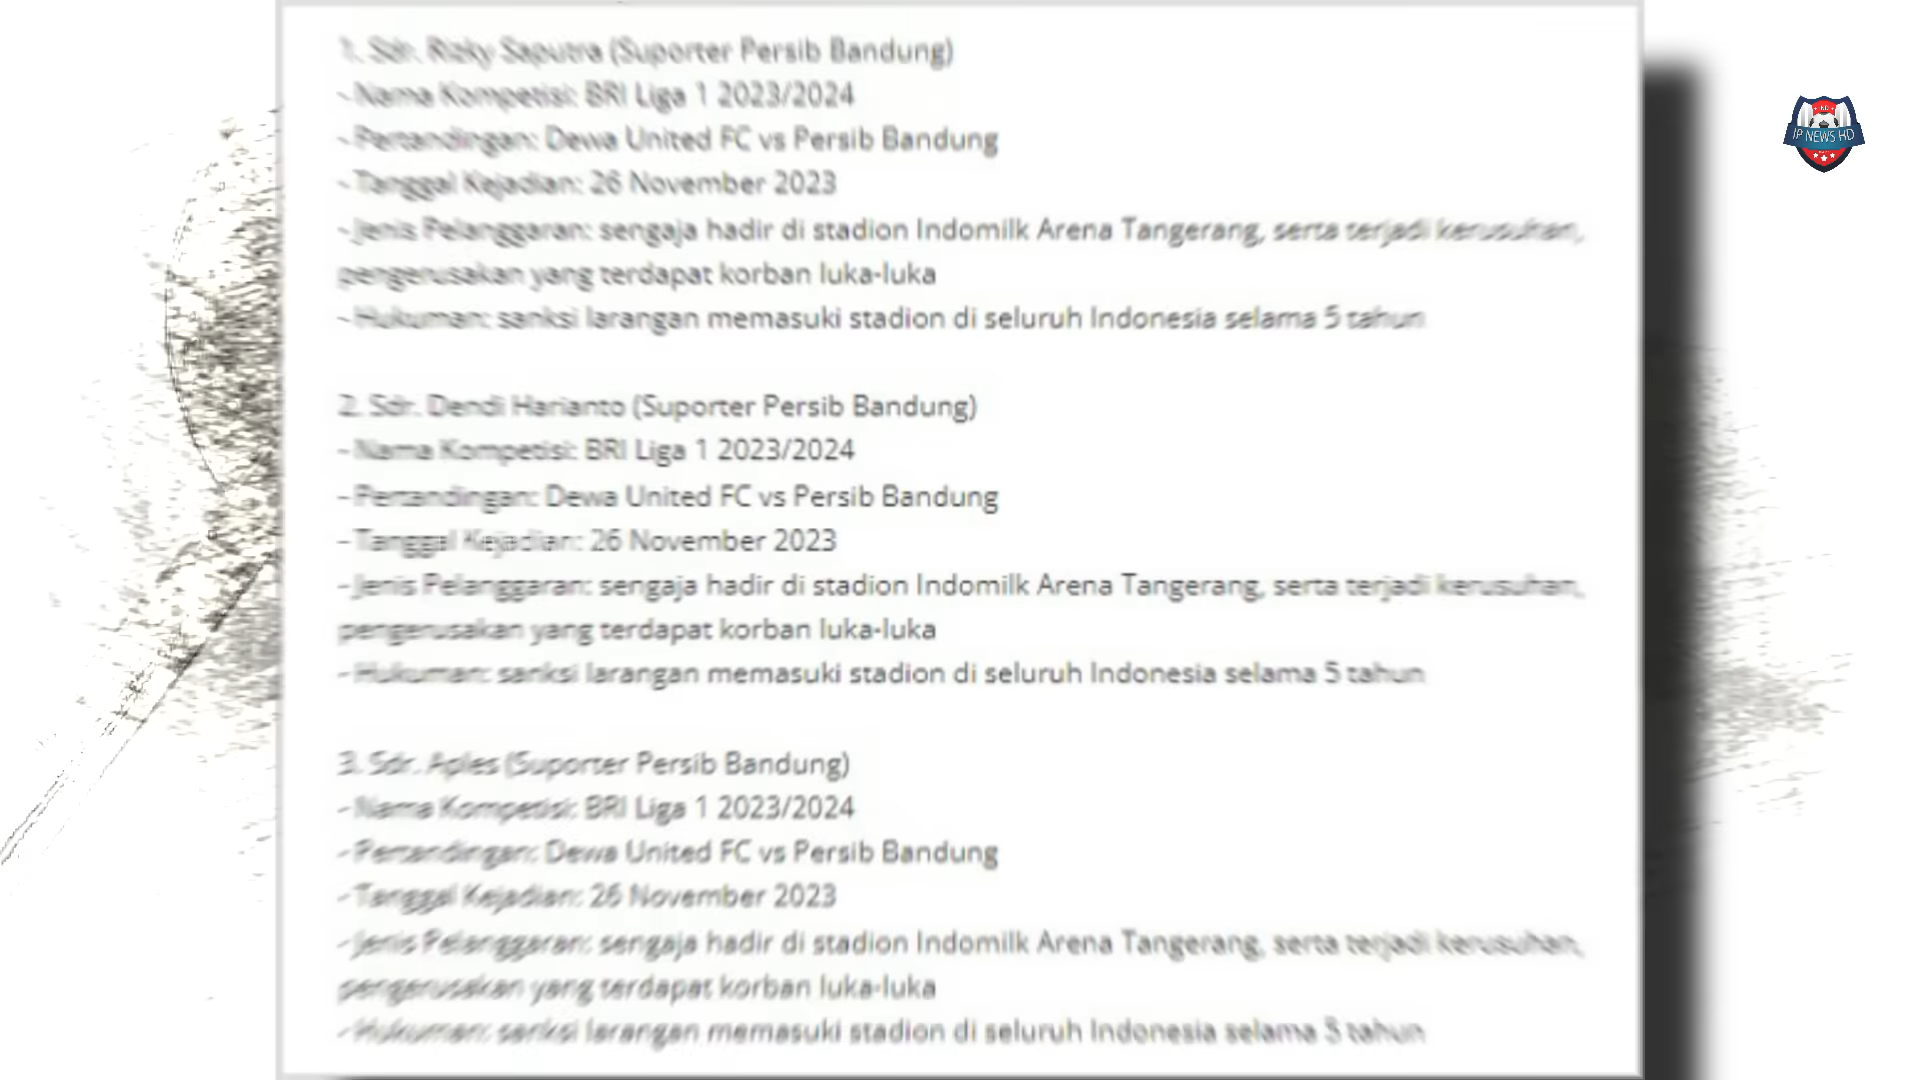 1. Sdr. Rizky Saputra (Suporter Persib Bandung)
- Nama Kompetisi: BRI Liga 1 2023/2024
- Pertandingan: Dewa United FC vs Persib Bandung
- Tanggal Kejadian: 26 November 2023
- Jenis Pelanggaran: sengaja hadir di stadion Indomilk Arena Tangerang, serta terjadi kerusuhan,
pengerusakan yang terdapat korban luka-luka
- Hukuman: sanksi larangan memasuki stadion di seluruh Indonesia selama 5 tahun
2. Sdr. Dendi Harianto (Suporter Persib Bandung)
- Nama Kompetisi: BRI Liga 1 2023/2024
- Pertandingan: Dewa United FC vs Persib Bandung
- Tanggal Kejadian: 26 November 2023
- Jenis Pelanggaran: sengaja hadir di stadion Indomilk Arena Tangerang, serta terjadi kerusuhan,
pengerusakan yang terdapat korban luka-luka
- Hukuman: sanksi larangan memasuki stadion di seluruh Indonesia selama 5 tahun
3. Sdr. Aples (Suporter Persib Bandung)
- Nama Kompetisi: BRI Liga 1 2023/2024
- Pertandingan: Dewa United FC vs Persib Bandung
- Tanggal Kejadian: 26 November 2023
- Jenis Pelanggaran: sengaja hadir di stadion Indomilk Arena Tangerang, serta terjadi kerusuhan,
pengerusakan yang terdapat korban luka-luka
- Hukuman: sanksi larangan memasuki stadion di seluruh Indonesia selama 5 tahun
IP NEWS HD